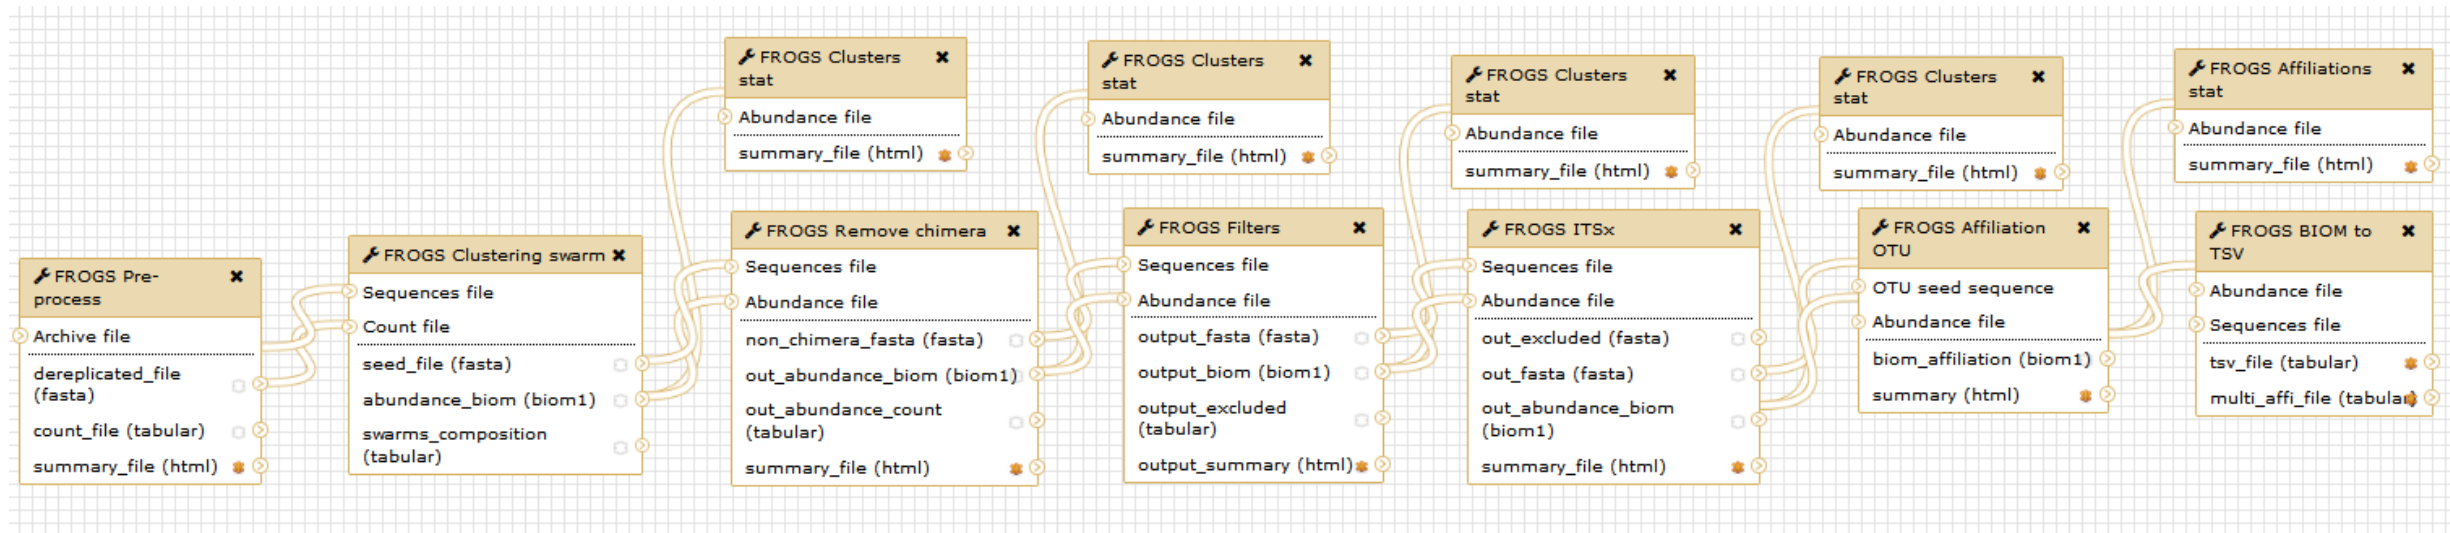 FROGS Clusters
stat
Abundance file
summary_file (html)
FROGS Clusters
stat
Abundance file
summary_file (html)
FROGS Clusters
stat
Abundance file
summary_file (html)
FROGS Clusters
stat
Abundance file
summary_file (html)
FROGS Affiliations
stat
Abundance file
summary_file (html)
FROGS Pre-
process
Archive file
dereplicated_file
(fasta)
count_file (tabular)
summary_file (html)
FROGS Clustering swarm
Sequences file
Count file
seed_file (fasta)
abundance_biom (biom1)
swarms_composition
(tabular)
FROGS Remove chimera
Sequences file
Abundance file
non_chimera_fasta (fasta)
out_abundance_biom (biom1)
out_abundance_count
(tabular)
summary_file (html)
FROGS Filters
Sequences file
Abundance file
output_fasta (fasta)
output_biom (biom1)
output_excluded
(tabular)
output_summary (html)
FROGS ITSx
Sequences file
Abundance file
out_excluded (fasta)
out_fasta (fasta)
out_abundance_biom
(biom1)
summary_file (html)
FROGS Affiliation
OTU
OTU seed sequence
Abundance file
biom_affiliation (biom1)
summary (html)
FROGS BIOM to
TSV
Abundance file
Sequences file
tsv_file (tabular)
multi_affi_file (tabular)